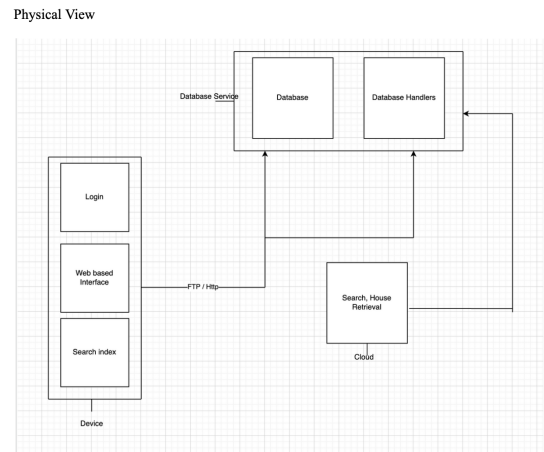 Physical View
Database Service
Database
Database Handlers
Login
Web based
Interface
FTP / Http
Search, House
Retrieval
Search index
Cloud
Device